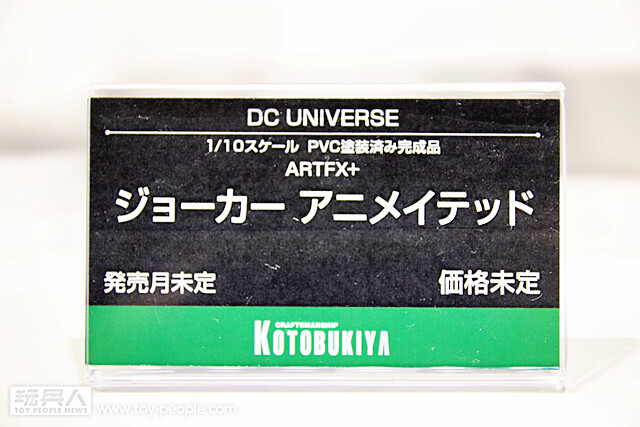 DC UNIVERSE
1/10スケール PVC塗装済み完成品
ARTFX+
ジョーカー アニメイテッド
発売月未定 価格未定
CRAFTSMANSHIP
KOTOBUKIYA
玩具人
TOY PEOPLE NEWS www.toy-people.com